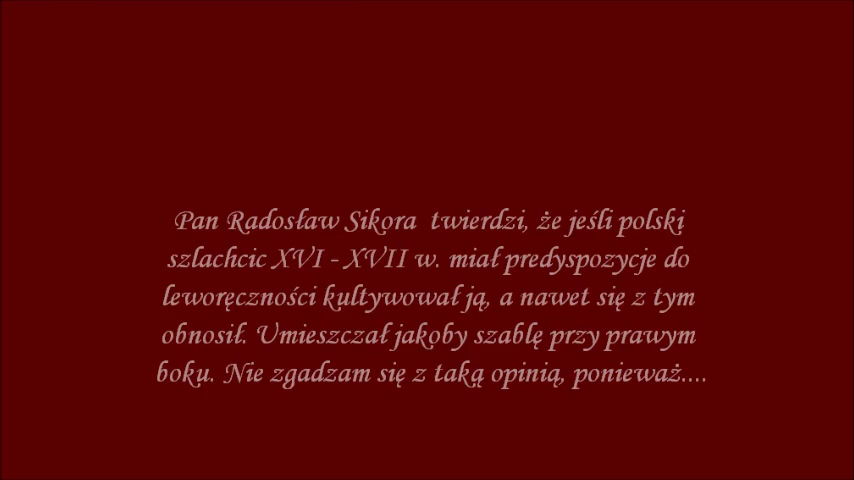 Pan Radosław Sikora twierdzi, że jeśli polski
szlachcic XVI - XVII w. miał predyspozycje do
leworęczności kultywował ją, a nawet się z tym
obnosił. Umieszczał jakoby szablę przy prawym
boku. Nie zgadzam się z taką opinią, ponieważ....